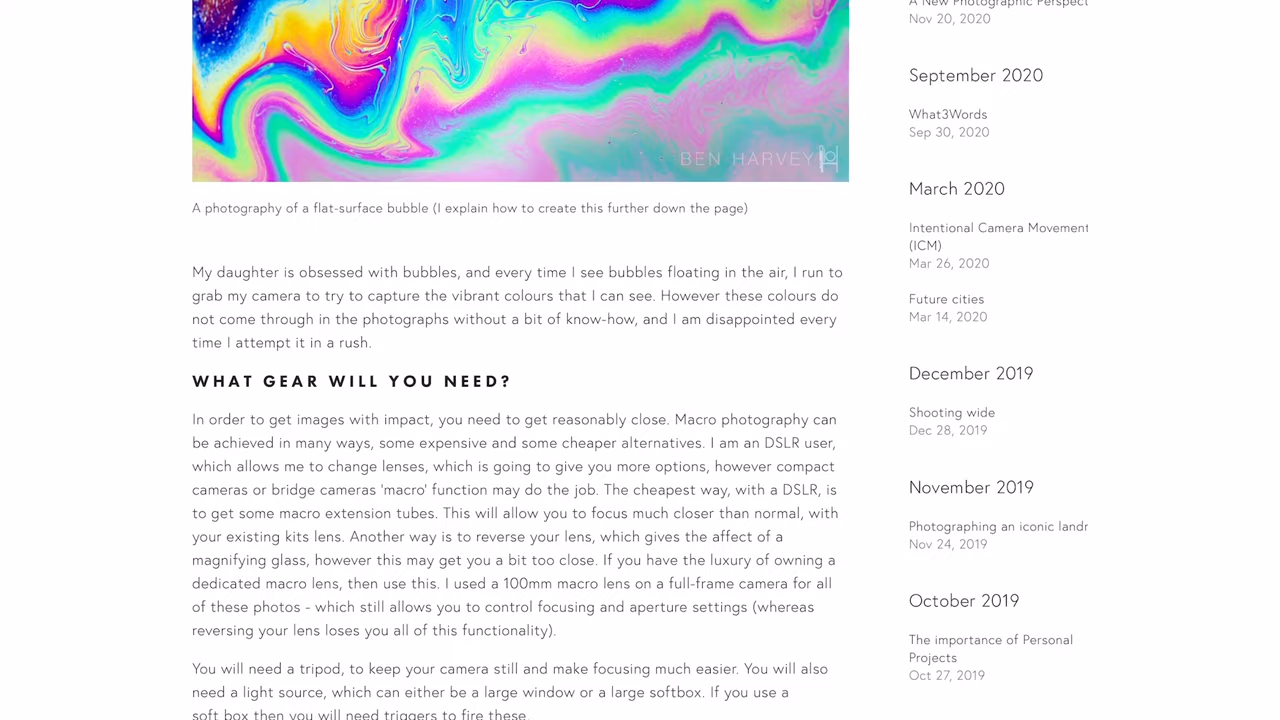 BEN HARVEY
A photography of a flat-surface bubble (I explain how to create this further down the page)
My daughter is obsessed with bubbles, and every time I see bubbles floating in the air, I run to
grab my camera to try to capture the vibrant colours that I can see. However these colours do
not come through in the photographs without a bit of know-how, and I am disappointed every
time I attempt it in a rush.
WHAT GEAR WILL YOU NEED?
In order to get images with impact, you need to get reasonably close. Macro photography can
be achieved in many ways, some expensive and some cheaper alternatives. I am an DSLR user,
which allows me to change lenses, which is going to give you more options, however compact
cameras or bridge cameras 'macro' function may do the job. The cheapest way, with a DSLR, is
to get some macro extension tubes. This will allow you to focus much closer than normal, with
your existing kits lens. Another way is to reverse your lens, which gives the affect of a
magnifying glass, however this may get you a bit too close. If you have the luxury of owning a
dedicated macro lens, then use this. I used a 100mm macro lens on a full-frame camera for all
of these photos - which still allows you to control focusing and aperture settings (whereas
reversing your lens loses you all of this functionality).
You will need a tripod, to keep your camera still and make focusing much easier. You will also
need a light source, which can either be a large window or a large softbox. If you use a
soft box then you will need triggers to fire these.
A New Photographic Perspect
Nov 20, 2020
September 2020
What3Words
Sep 30, 2020
March 2020
Intentional Camera Movement
(ICM)
Mar 26, 2020
Future cities
Mar 14, 2020
December 2019
Shooting wide
Dec 28, 2019
November 2019
Photographing an iconic landr
Nov 24, 2019
October 2019
The importance of Personal
Projects
Oct 27, 2019